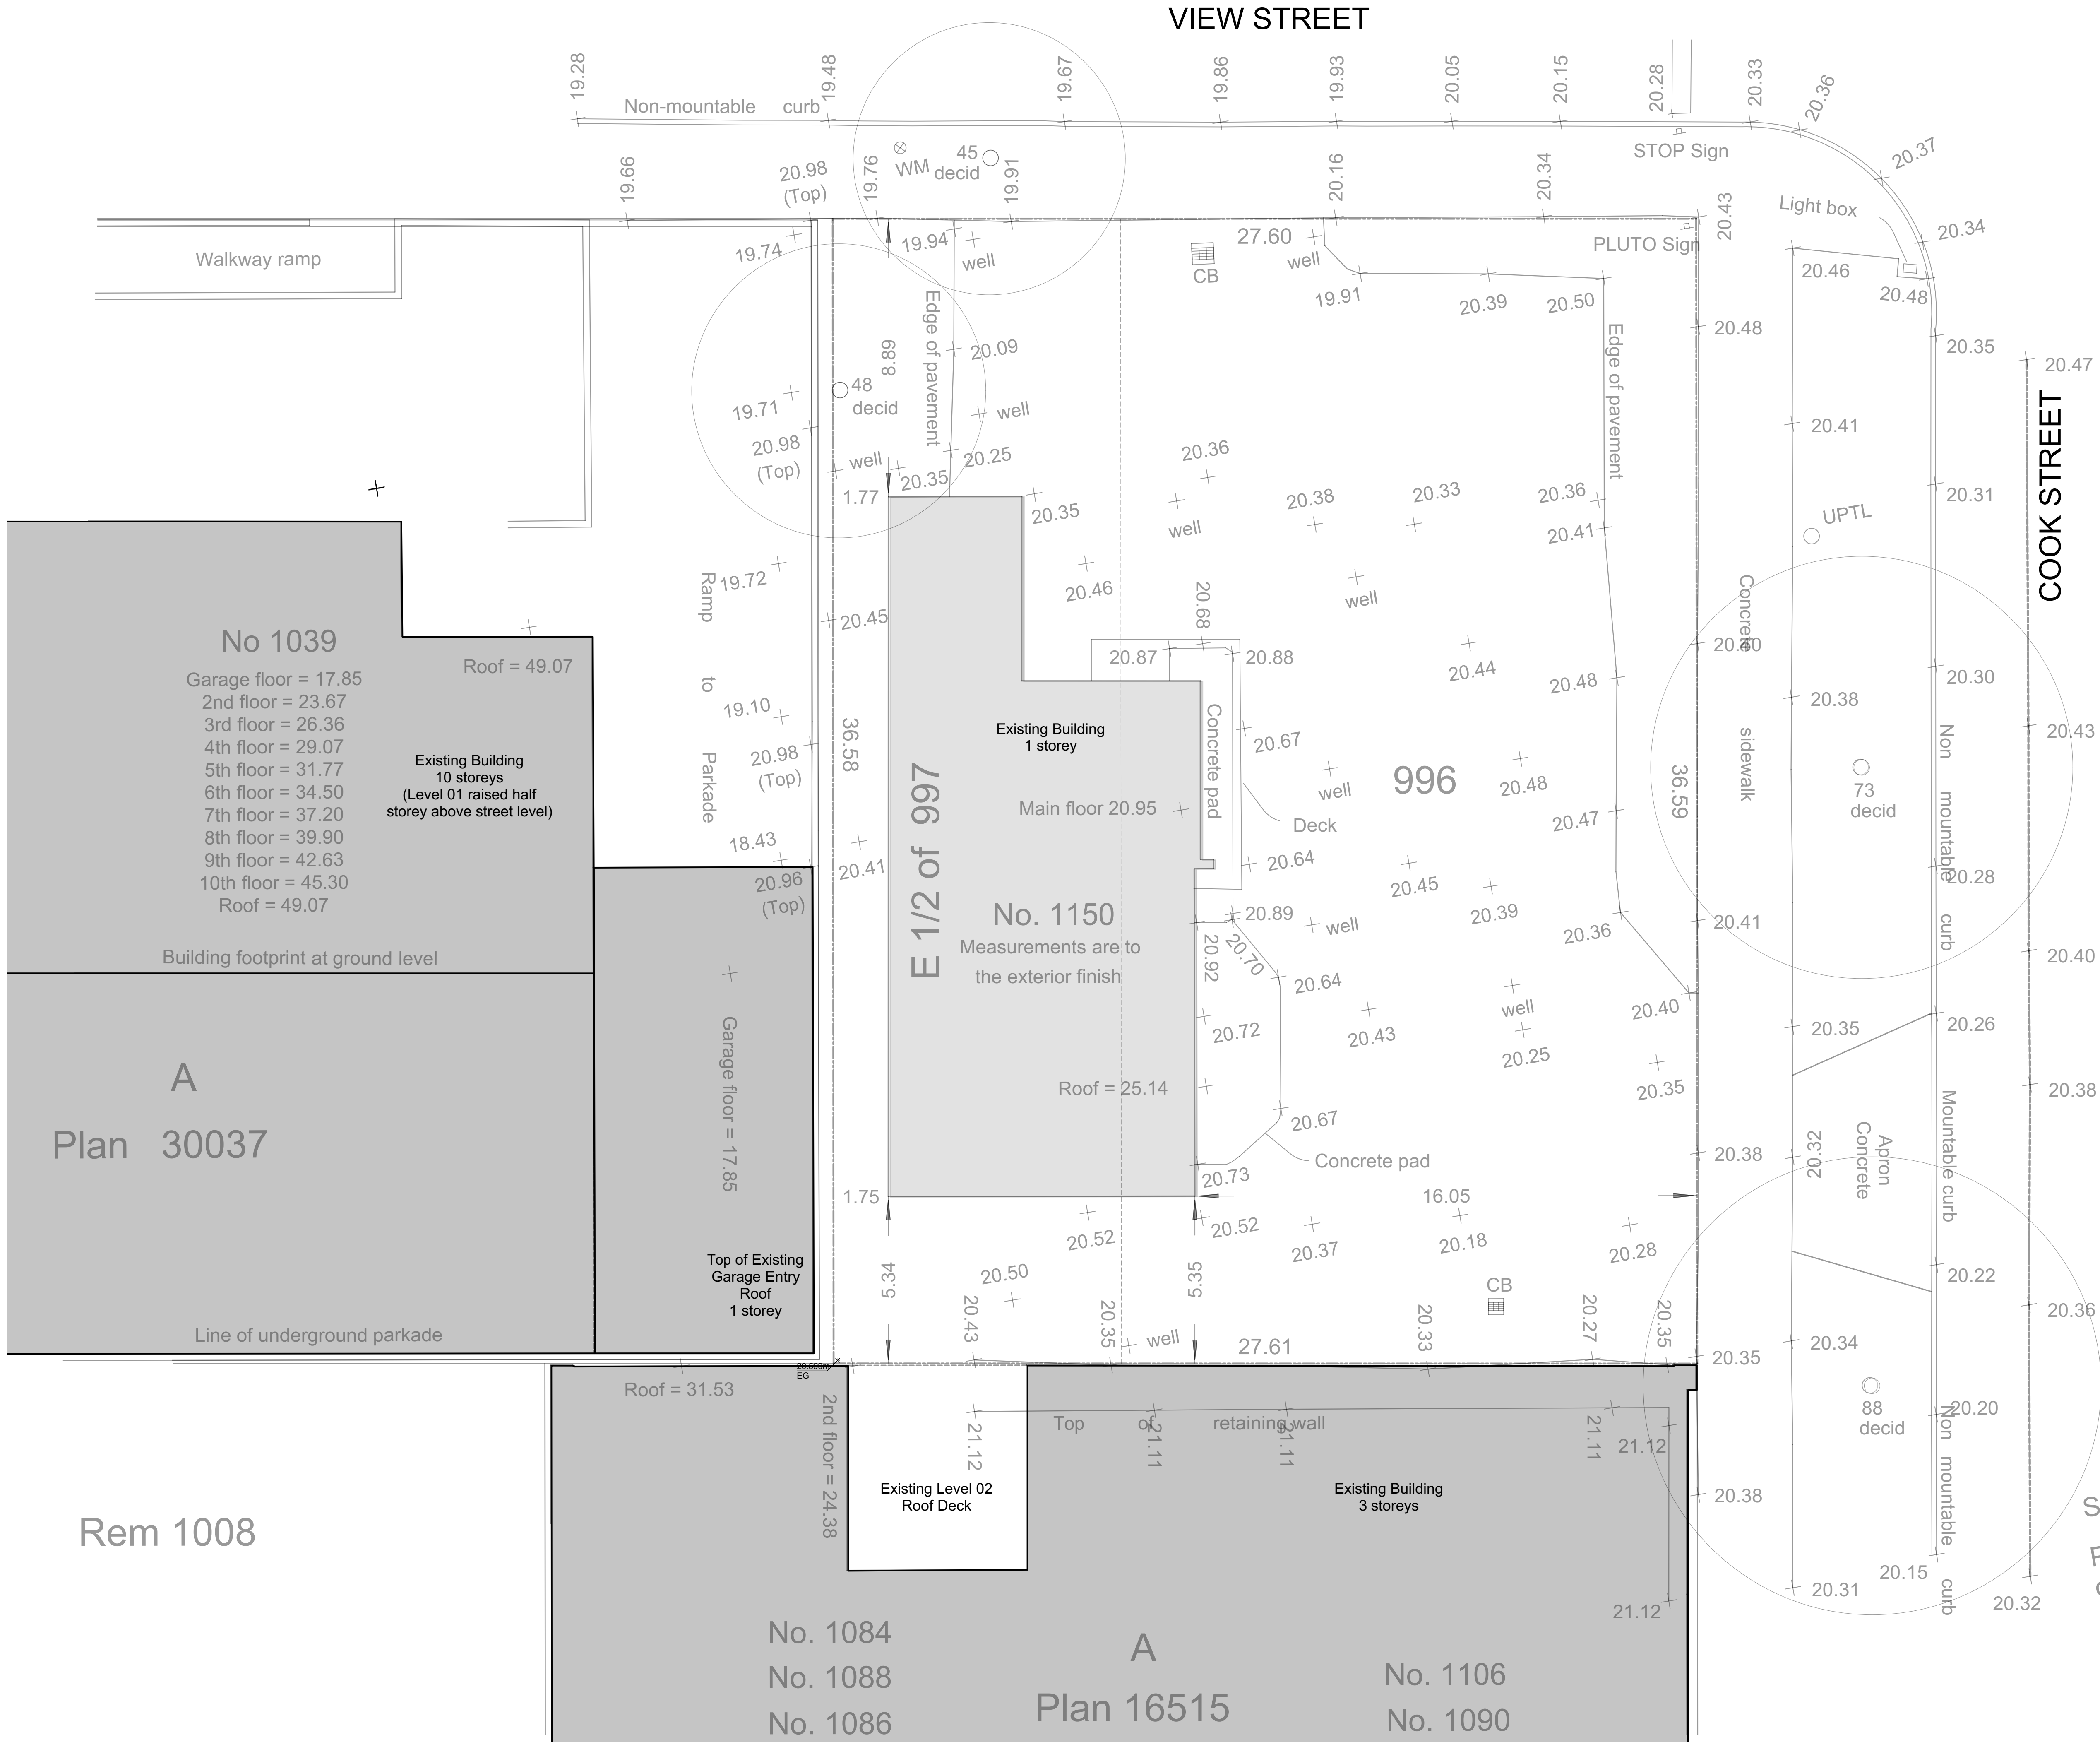 VIEW STREET
19.28
Non-mountable curb
19.48
19.67
19.86
19.93
20.05
20.15
20.28
20.33
20.36
20.37
STOP Sign
19.66
20.98
(Top)
19.76
WM
45
decid
19.91
20.16
20.34
20.43
Light box
20.34
Walkway ramp
19.74
19.94
well
CB
27.60
well
PLUTO Sign
20.46
20.48
19.91
20.39
20.50
20.48
Edge of pavement
8.89
20.09
Edge of pavement
20.35
20.47
COOK STREET
19.71
48
decid
well
20.41
20.98
(Top)
well
20.35
20.25
20.36
1.77
20.35
well
20.38
20.33
20.36
20.41
20.31
UPTL
19.72
20.46
well
20.68
Ramp to Parkade
20.45
20.87
20.88
20.44
20.48
20.40
Concrete sidewalk
20.30
20.38
No 1039
Garage floor = 17.85
2nd floor = 23.67
3rd floor = 26.36
4th floor = 29.07
5th floor = 31.77
6th floor = 34.50
7th floor = 37.20
8th floor = 39.90
9th floor = 42.63
10th floor = 45.30
Roof = 49.07
Roof = 49.07
Existing Building
10 storeys
(Level 01 raised half
storey above street level)
Building footprint at ground level
19.10
20.98
(Top)
36.58
Existing Building
1 storey
Concrete pad
20.67
well
996
20.48
36.59
Non mountable curb
20.43
73
decid
Main floor 20.95
Deck
20.47
18.43
20.96
(Top)
20.41
E 1/2 of 997
20.64
20.45
20.39
20.28
No. 1150
Measurements are to
the exterior finish
20.89
20.92
20.70
well
20.36
20.41
20.40
20.64
well
20.40
Garage floor = 17.85
20.72
20.43
20.25
20.35
20.26
A
Plan 30037
Roof = 25.14
20.35
20.38
20.67
Concrete pad
20.38
20.32
Apron
Concrete
Mountable curb
1.75
20.73
16.05
20.52
20.52
20.37
20.18
20.28
Top of Existing
Garage Entry
Roof
1 storey
5.34
20.50
5.35
CB
20.22
20.36
Line of underground parkade
20.43
20.35
well
27.61
20.33
20.27
20.35
20.35
20.34
20.590m
EG
Roof = 31.53
2nd floor = 24.38
21.12
Top of retaining wall
21.11
21.11
21.11
21.12
88
decid
20.20
Non mountable curb
Existing Level 02
Roof Deck
Existing Building
3 storeys
20.38
Rem 1008
20.15
20.31
20.32
21.12
No. 1084
No. 1088
No. 1086
A
Plan 16515
No. 1106
No. 1090